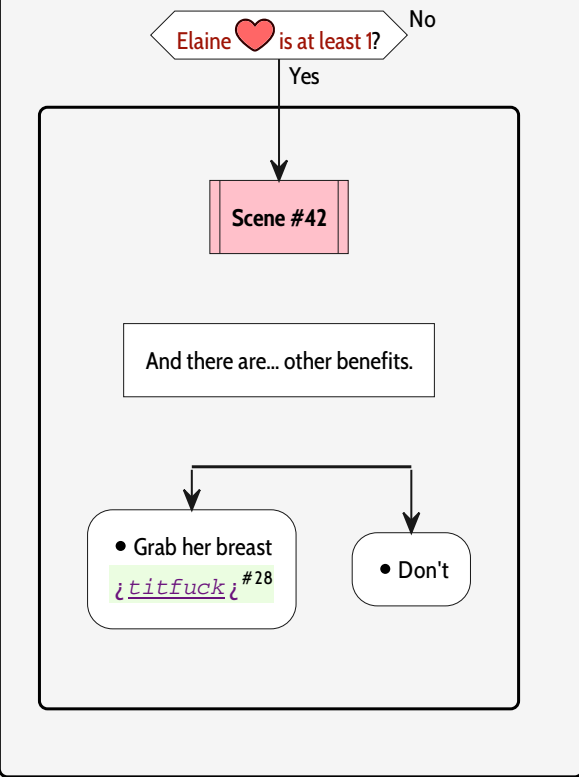 No
Elaine is at least 1?
Yes
Scene #42
And there are... other benefits.
• Grab her breast
¿titfuck¿#28
• Don't